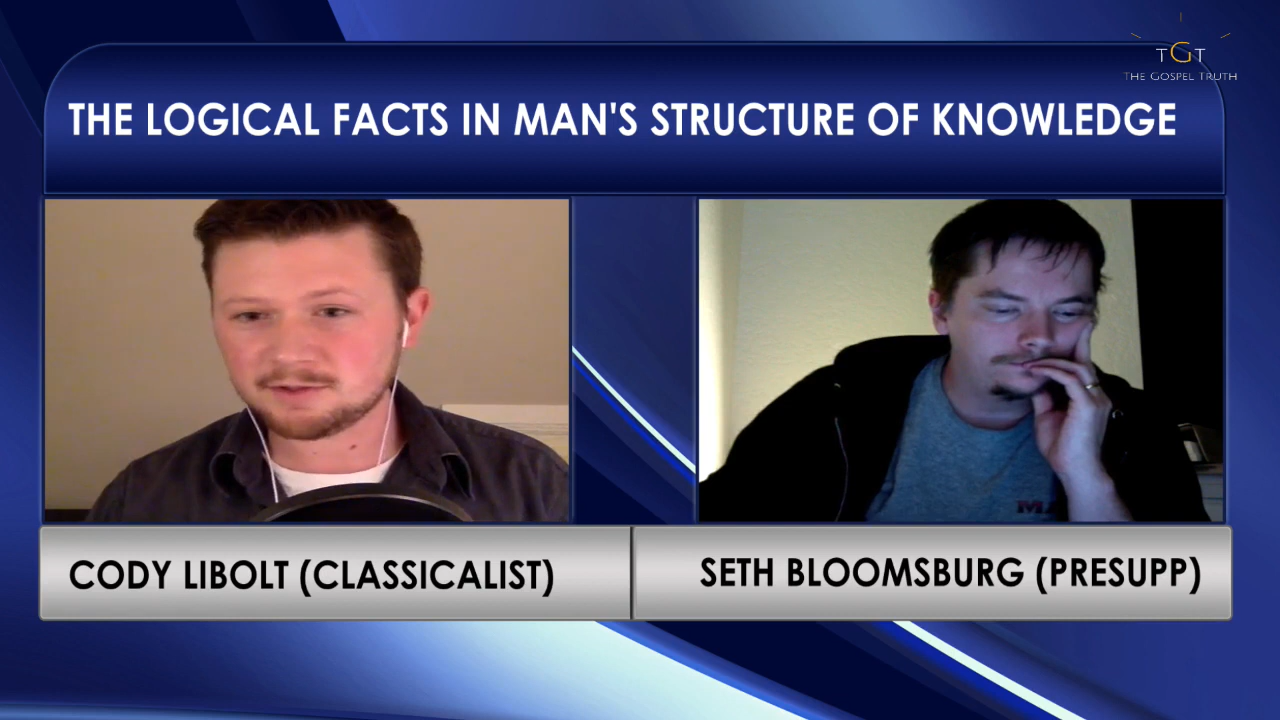 TGT
THE GOSPEL TRUTH
THE LOGICAL FACTS IN MAN'S STRUCTURE OF KNOWLEDGE
CODY LIBOLT (CLASSICALIST)
SETH BLOOMSBURG (PRESUPP)